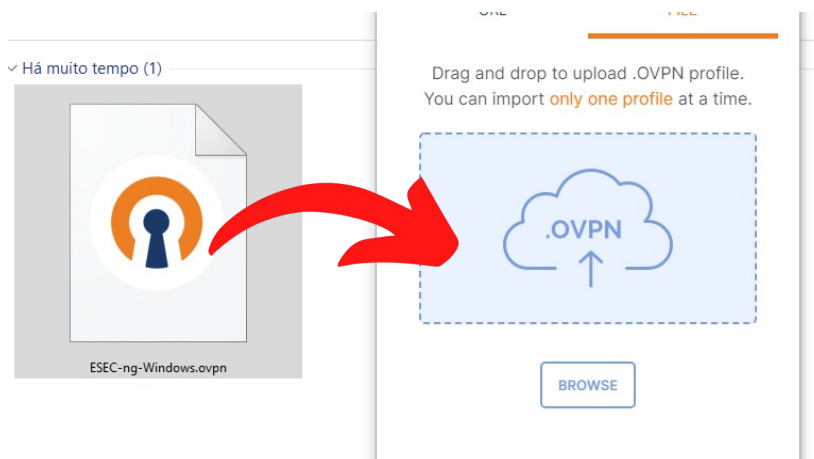 Há muito tempo (1)
ESEC-ng-Windows.ovpn
FILE
Drag and drop to upload .OVPN profile.
You can import only one profile at a time.
.OVPN
BROWSE